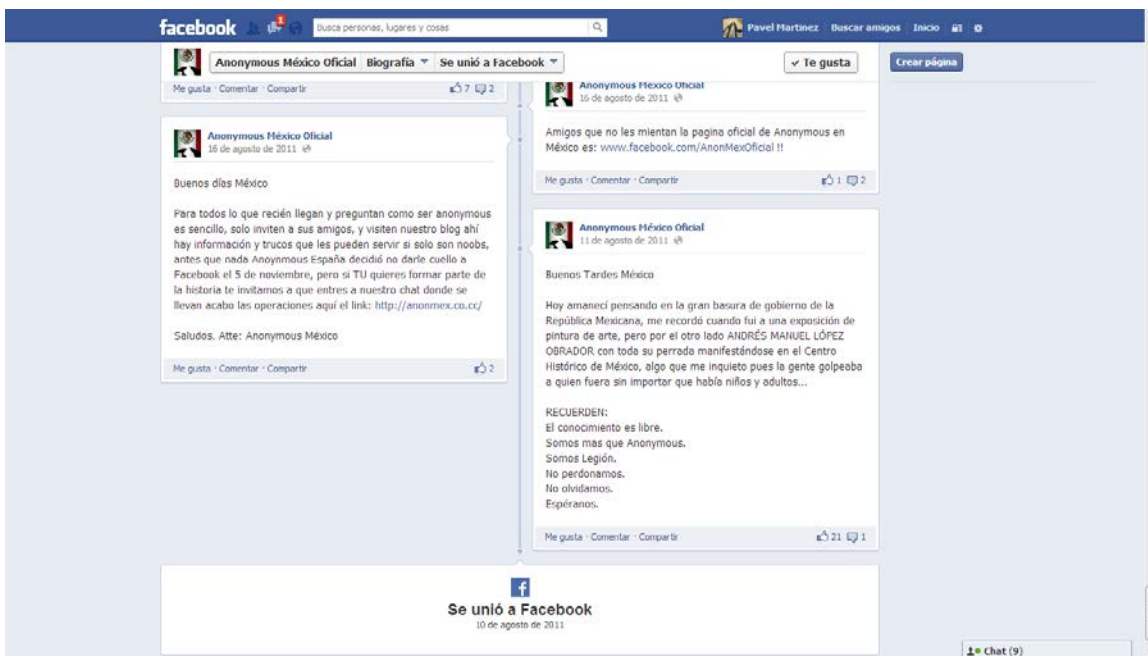 facebook
1
Busca personas, lugares y cosas
Pavel Martinez Buscar amigos Inicio
Anonymous México Oficial Biografía Se unió a Facebook
✓ Te gusta
Crear página
Me gusta · Comentar · Compartir 7 2
Anonymous México Oficial
16 de agosto de 2011
Buenos días México
Para todos lo que recién llegan y preguntan como ser anonymous
es sencillo, solo inviten a sus amigos, y visiten nuestro blog ahí
hay información y trucos que les pueden servir si solo son noobs,
antes que nada Anoynmous España decidió no darle cuello a
Facebook el 5 de noviembre, pero si TU quieres formar parte de
la historia te invitamos a que entres a nuestro chat donde se
llevan acabo las operaciones aquí el link: http://anonmex.co.cc/
Saludos. Atte: Anonymous México
Me gusta · Comentar · Compartir 2
Anonymous México Oficial
16 de agosto de 2011
Amigos que no les mientan la pagina oficial de Anonymous en
México es: www.facebook.com/AnonMexOficial !!
Me gusta · Comentar · Compartir 1 2
Anonymous México Oficial
11 de agosto de 2011
Buenos Tardes México
Hoy amanecí pensando en la gran basura de gobierno de la
República Mexicana, me recordó cuando fui a una exposición de
pintura de arte, pero por el otro lado ANDRÉS MANUEL LÓPEZ
OBRADOR con toda su perrada manifestándose en el Centro
Histórico de México, algo que me inquieto pues la gente golpeaba
a quien fuera sin importar que había niños y adultos...
RECUERDEN:
El conocimiento es libre.
Somos mas que Anonymous.
Somos Legión.
No perdonamos.
No olvidamos.
Espéranos.
Me gusta · Comentar · Compartir 21 1
f
Se unió a Facebook
10 de agosto de 2011
Chat (9)